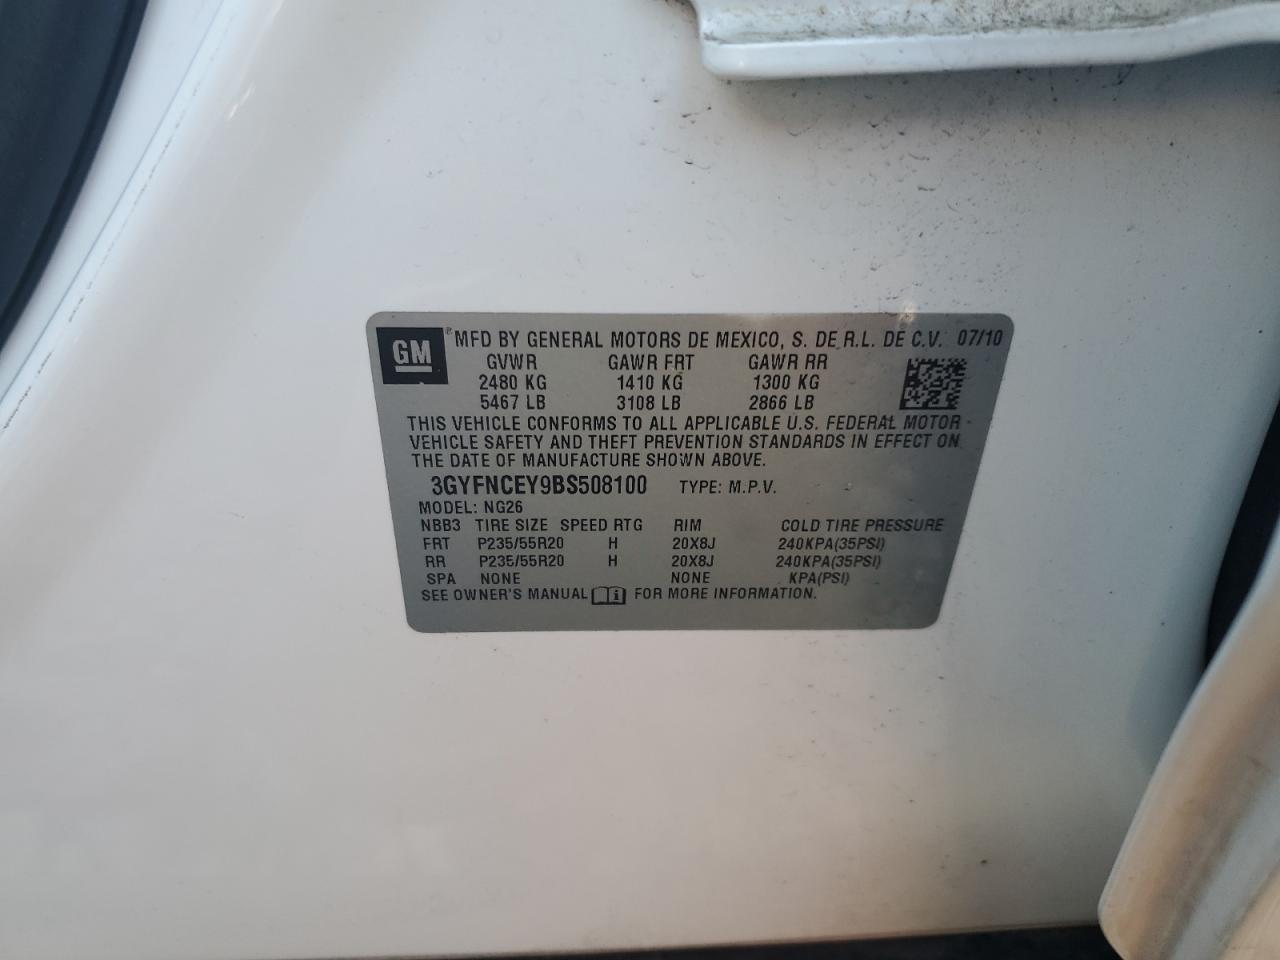 GM
® MFD BY GENERAL MOTORS DE MEXICO, S. DE R.L. DE C.V. 07/10
GVWR GAWR FRT GAWR RR
2480 KG 1410 KG 1300 KG
5467 LB 3108 LB 2866 LB
THIS VEHICLE CONFORMS TO ALL APPLICABLE U.S. FEDERAL MOTOR
VEHICLE SAFETY AND THEFT PREVENTION STANDARDS IN EFFECT ON
THE DATE OF MANUFACTURE SHOWN ABOVE.
3GYFNCEY9BS508100 TYPE: M.P.V.
MODEL: NG26
NBB3 TIRE SIZE SPEED RTG RIM COLD TIRE PRESSURE
FRT P235/55R20 H 20X8J 240KPA(35PSI)
RR P235/55R20 H 20X8J 240KPA(35PSI)
SPA NONE NONE KPA(PSI)
SEE OWNER'S MANUAL i FOR MORE INFORMATION.